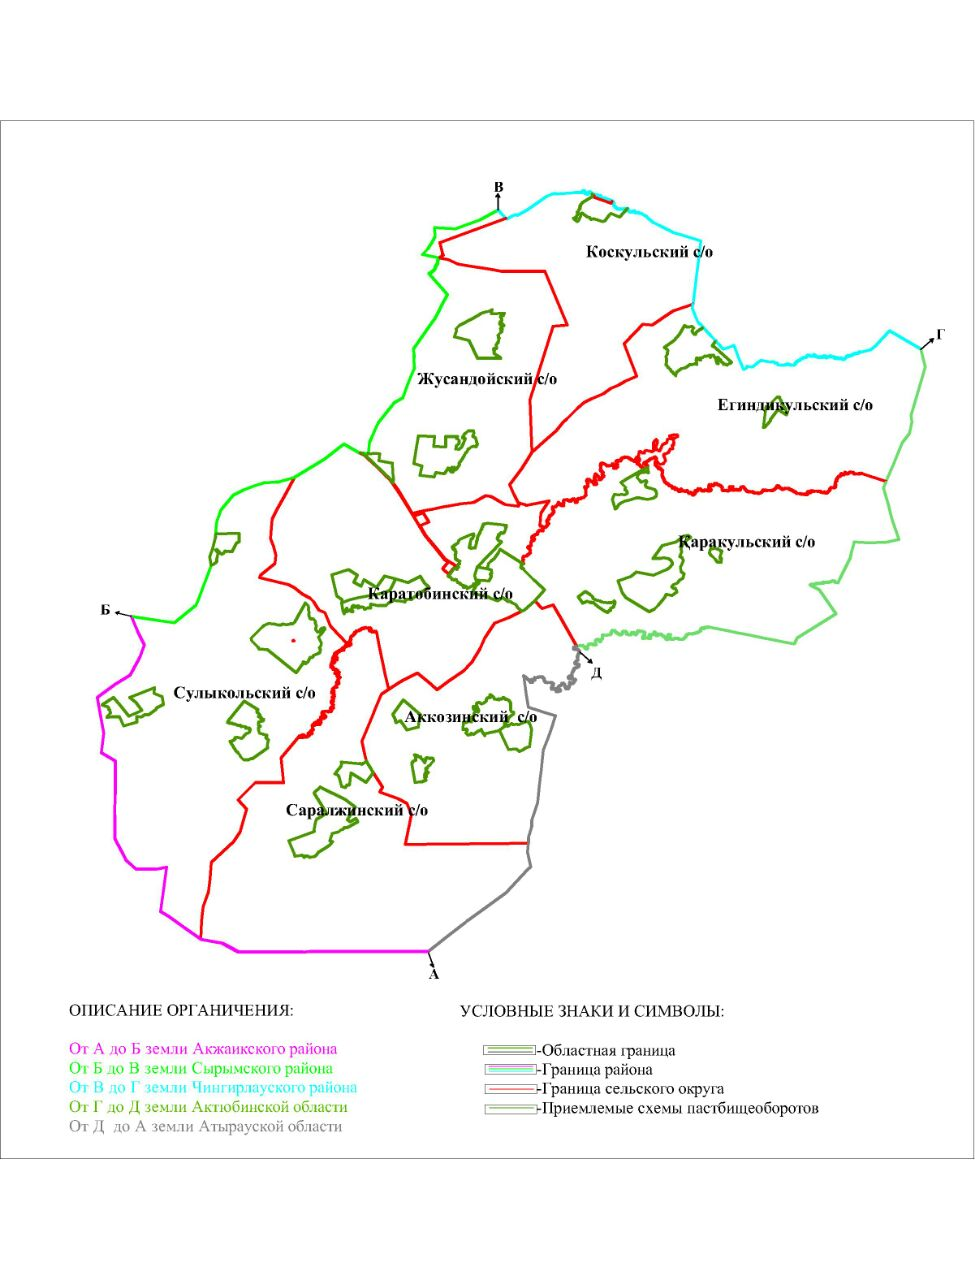 В
Коскульский с/о
Г
Жусандойский с/о
Егиндикульский с/о
Қаракульский с/о
Каратобинский с/о
Б
Д
Сулыкольский с/о
Аккозинский с/о
Саралжинский с/о
А
ОПИСАНИЕ ОРГАНИЧЕНИЯ:
От А до Б земли Акжаикского района
От Б до В земли Сырымского района
От В до Г земли Чингирлауского района
От Г до Д земли Актюбинской области
От Д до А земли Атырауской области
УСЛОВНЫЕ ЗНАКИ И СИМВОЛЫ:
-Областная граница
-Граница района
-Граница сельского округа
-Приемлемые схемы пастбищеоборотов